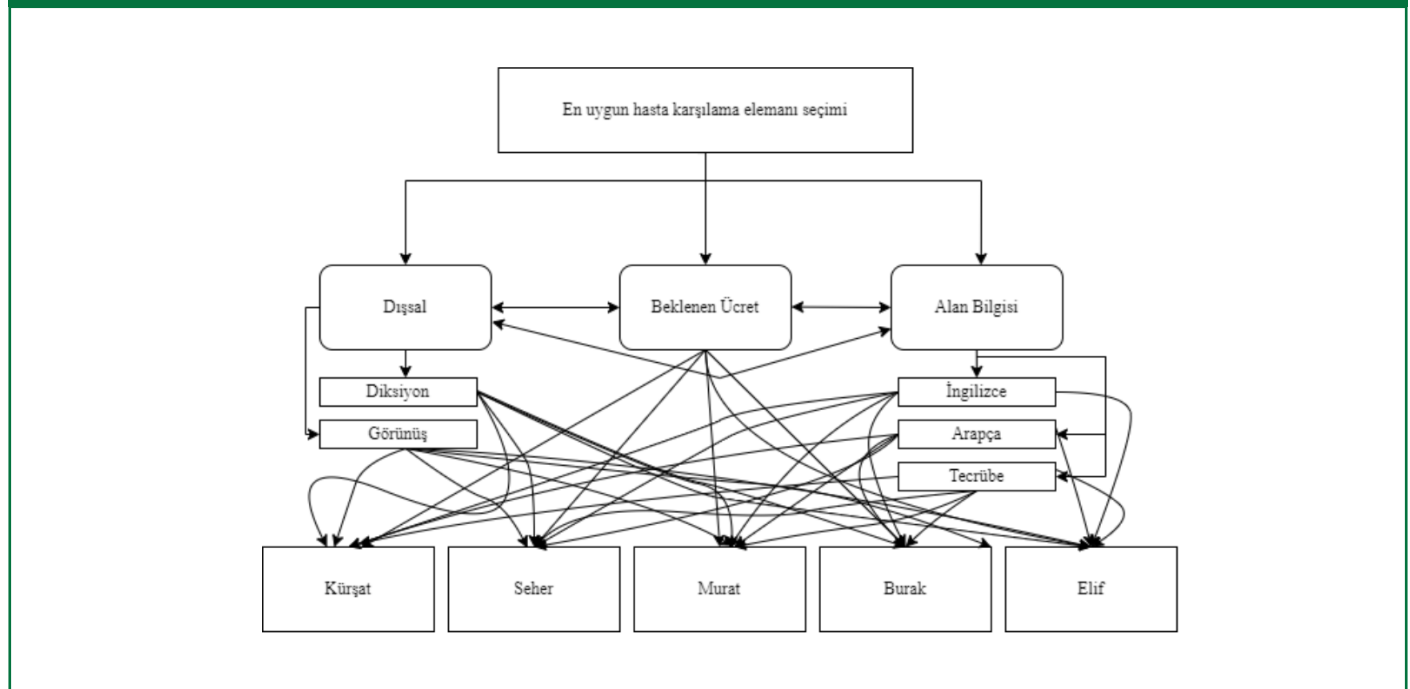 En uygun hasta karşılama elemanı seçimi
Dışsal
Beklenen Ücret
Alan Bilgisi
Diksiyon
Görünüş
İngilizce
Arapça
Tecrübe
Kürşat
Seher
Murat
Burak
Elif